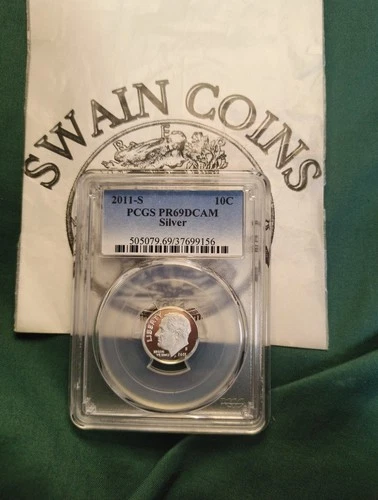 SWAIN COINS
2011-S 10C
PCGS PR69DCAM
Silver
505079.69/37699156
LIBERTY